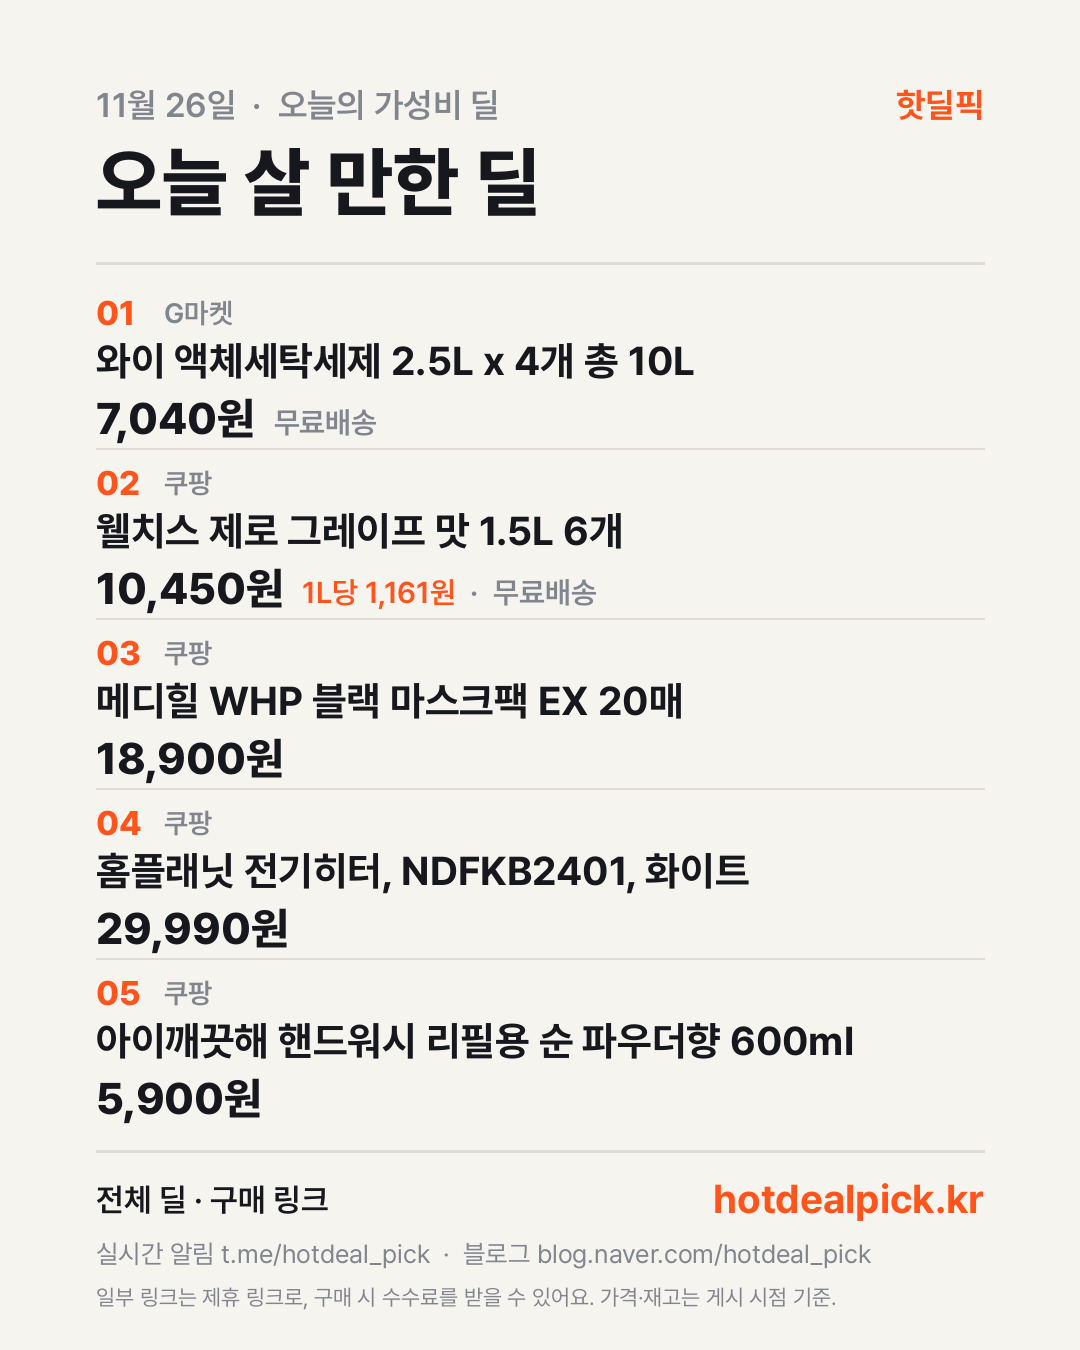 11월 26일 · 오늘의 가성비 딜 핫딜픽
오늘 살 만한 딜
01 G마켓
와이 액체세탁세제 2.5L x 4개 총 10L
7,040원 무료배송
02 쿠팡
웰치스 제로 그레이프 맛 1.5L 6개
10,450원 1L당 1,161원 · 무료배송
03 쿠팡
메디힐 WHP 블랙 마스크팩 EX 20매
18,900원
04 쿠팡
홈플래닛 전기히터, NDFKB2401, 화이트
29,990원
05 쿠팡
아이깨끗해 핸드워시 리필용 순 파우더향 600ml
5,900원
전체 딜 · 구매 링크 hotdealpick.kr
실시간 알림 t.me/hotdeal_pick · 블로그 blog.naver.com/hotdeal_pick
일부 링크는 제휴 링크로, 구매 시 수수료를 받을 수 있어요. 가격·재고는 게시 시점 기준.